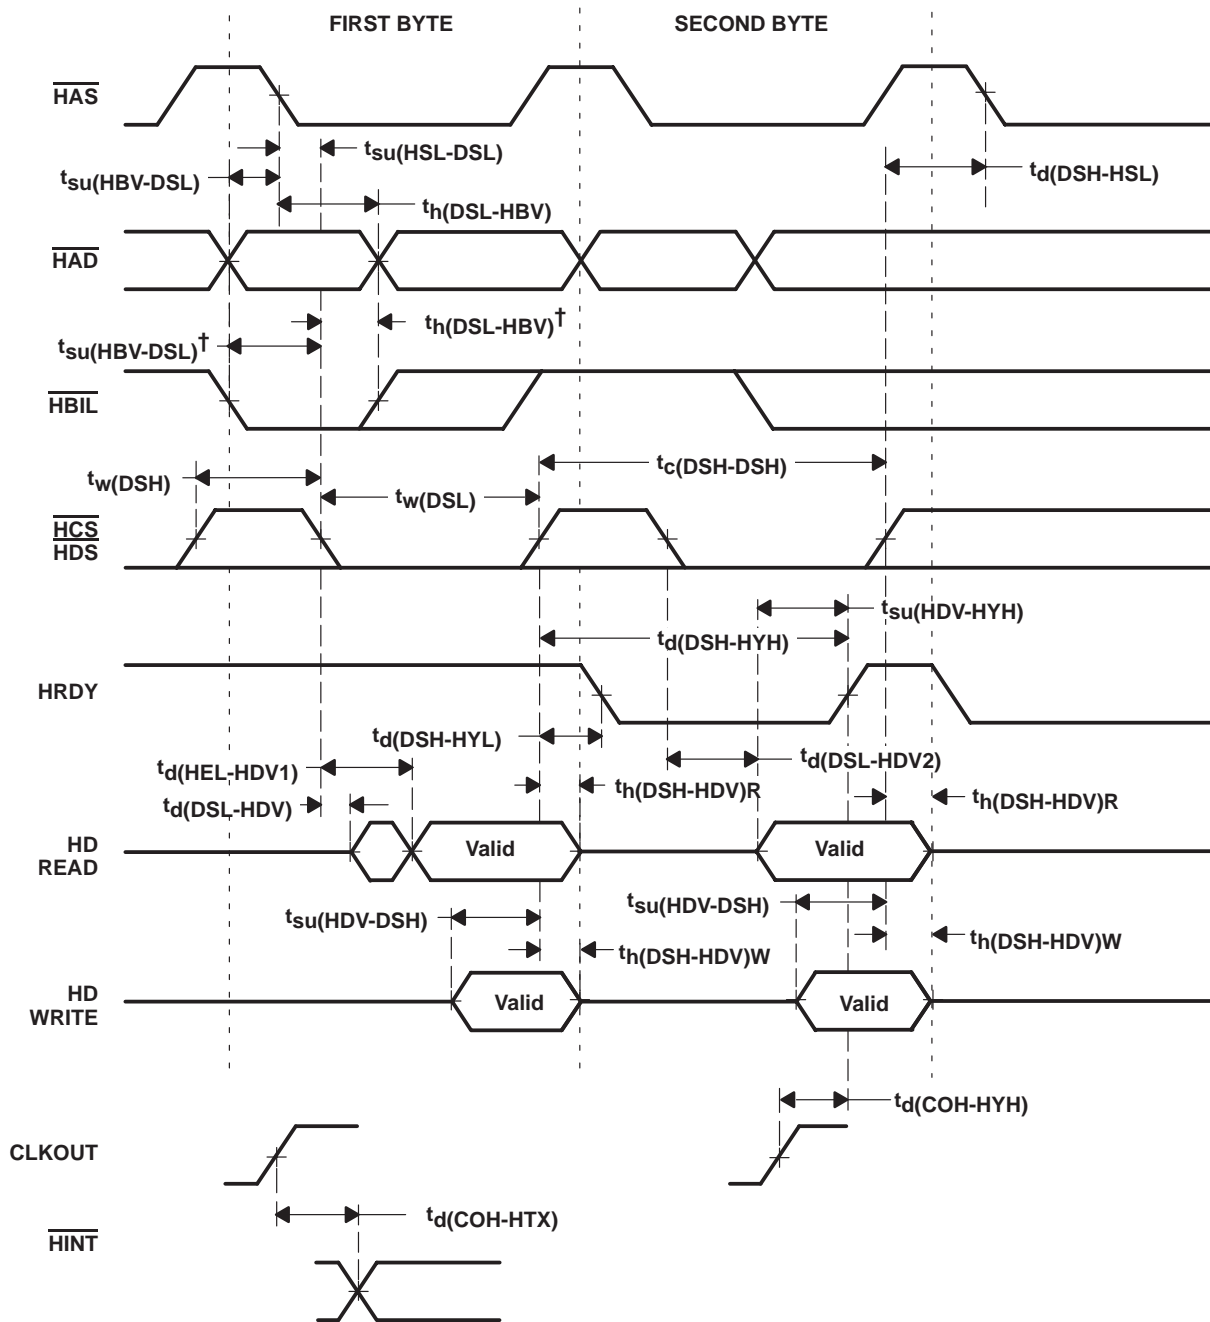 FIRST BYTE SECOND BYTE
HAS
tsu(HSL-DSL)
tsu(HBV-DSL)
td(DSH-HSL)
th(DSL-HBV)
HAD
th(DSL-HBV)†
tsu(HBV-DSL)†
HBIL
tc(DSH-DSH)
tw(DSH)
tw(DSL)
HCS
HDS
tsu(HDV-HYH)
td(DSH-HYH)
HRDY
td(DSH-HYL)
td(DSL-HDV2)
td(HEL-HDV1)
th(DSH-HDV)R
th(DSH-HDV)R
td(DSL-HDV)
HD
READ
Valid Valid
tsu(HDV-DSH)
tsu(HDV-DSH)
th(DSH-HDV)W
th(DSH-HDV)W
HD
WRITE
Valid Valid
td(COH-HYH)
CLKOUT
td(COH-HTX)
HINT